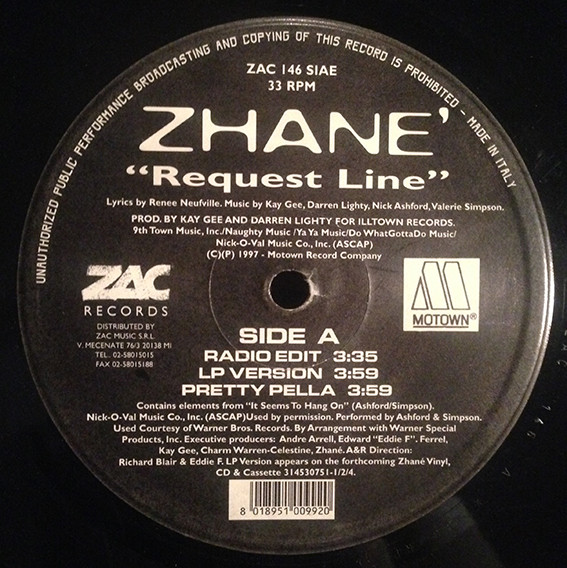 UNAUTHORIZED PUBLIC PERFORMANCE BROADCASTING AND COPYING OF THIS RECORD IS PROHIBITED - MADE IN ITALY
ZAC 146 SIAE
33 RPM
ZHANE'
"Request Line"
Lyrics by Renee Neufville. Music by Kay Gee, Darren Lighty, Nick Ashford, Valerie Simpson.
PROD. BY KAY GEE AND DARREN LIGHTY FOR ILLTOWN RECORDS.
9th Town Music, Inc./Naughty Music /Ya Ya Music/Do WhatGottaDo Music/
Nick-O-Val Music Co., Inc. (ASCAP)
(C)(P) 1997 - Motown Record Company
ZAC
RECORDS
DISTRIBUTED BY
ZAC MUSIC S.R.L
V. MECENATE 76/3 20138 MI
TEL. 02-58015015
FAX 02-58015188
M
MOTOWN®
SIDE A
RADIO EDIT 3:35
LP VERSION 3:59
PRETTY PELLA 3:59
Contains elements from "It Seems To Hang On" (Ashford/Simpson).
Nick-O-Val Music Co., Inc. (ASCAP)Used by permission. Performed by Ashford & Simpson.
Used Courtesy of Warner Bros. Records. By Arrangement with Warner Special
Products, Inc. Executive producers: Andre Arrell, Edward "Eddie F". Ferrel,
Kay Gee, Charm Warren-Celestine, Zhané. A&R Direction:
Richard Blair & Eddie F. LP Version appears on the forthcoming Zhané Vinyl,
CD & Cassette 314530751-1/2/4.
8 018951 009920
ZAC 146 A